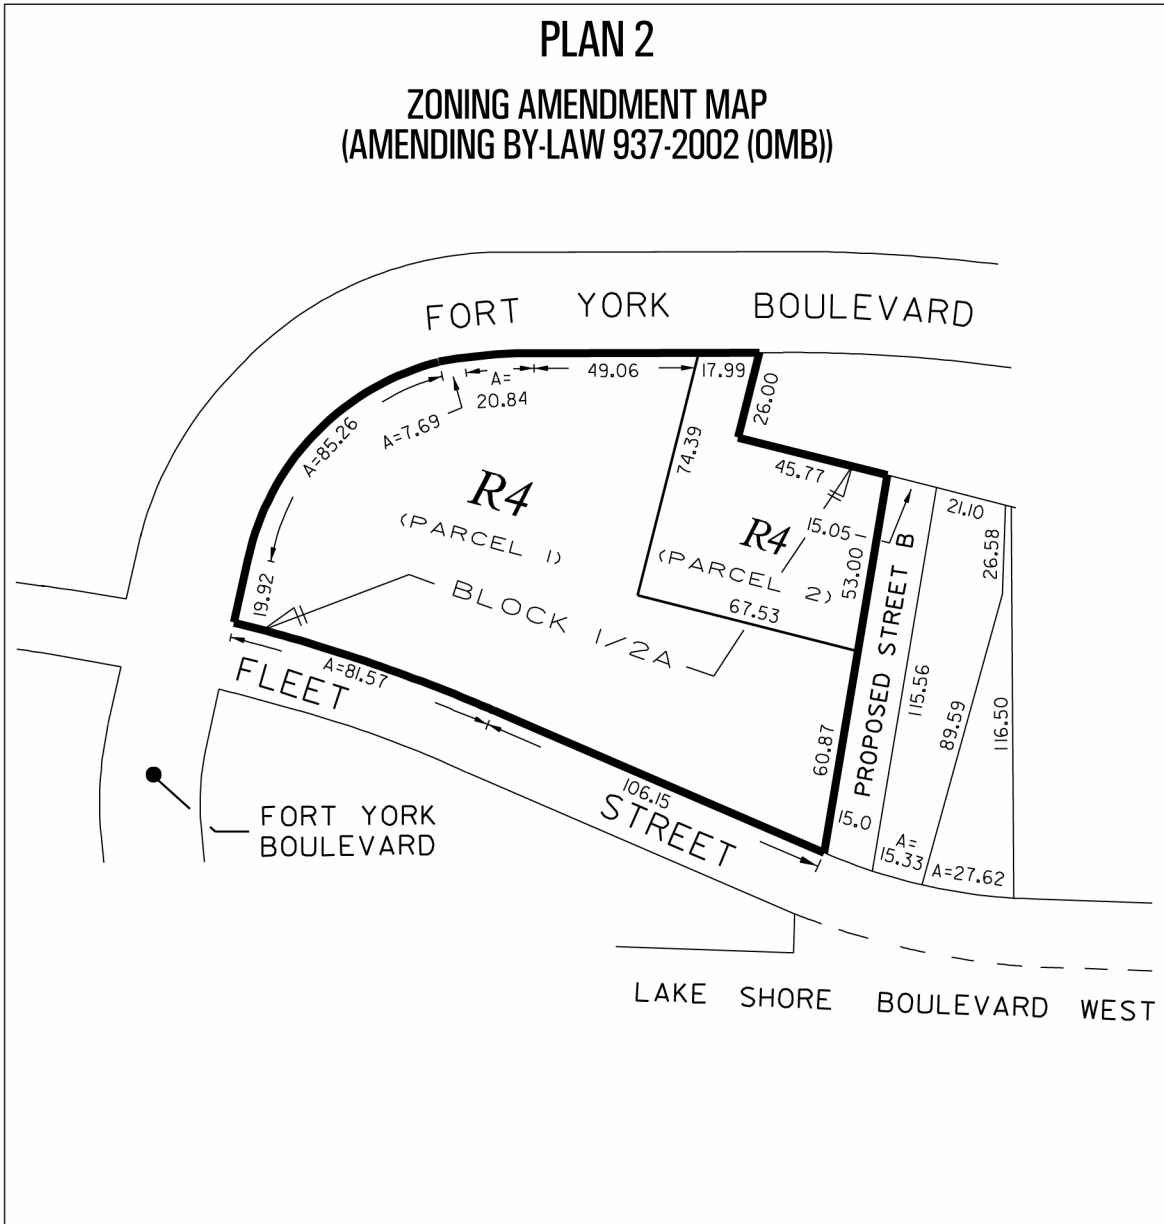 PLAN 2
ZONING AMENDMENT MAP
(AMENDING BY-LAW 937-2002 (OMB))
FORT YORK BOULEVARD
49.06
17.99
A=
20.84
A=7.69
A=85.26
26.00
74.39
45.77
R4
(PARCEL 1)
R4
(PARCEL 2)
15.05
21.10
26.58
53.00
19.92
BLOCK 1/2A
67.53
PROPOSED STREET B
A=81.57
FLEET STREET
115.56
89.59
116.50
60.87
106.15
15.0
A=
15.33
A=27.62
FORT YORK
BOULEVARD
LAKE SHORE BOULEVARD WEST